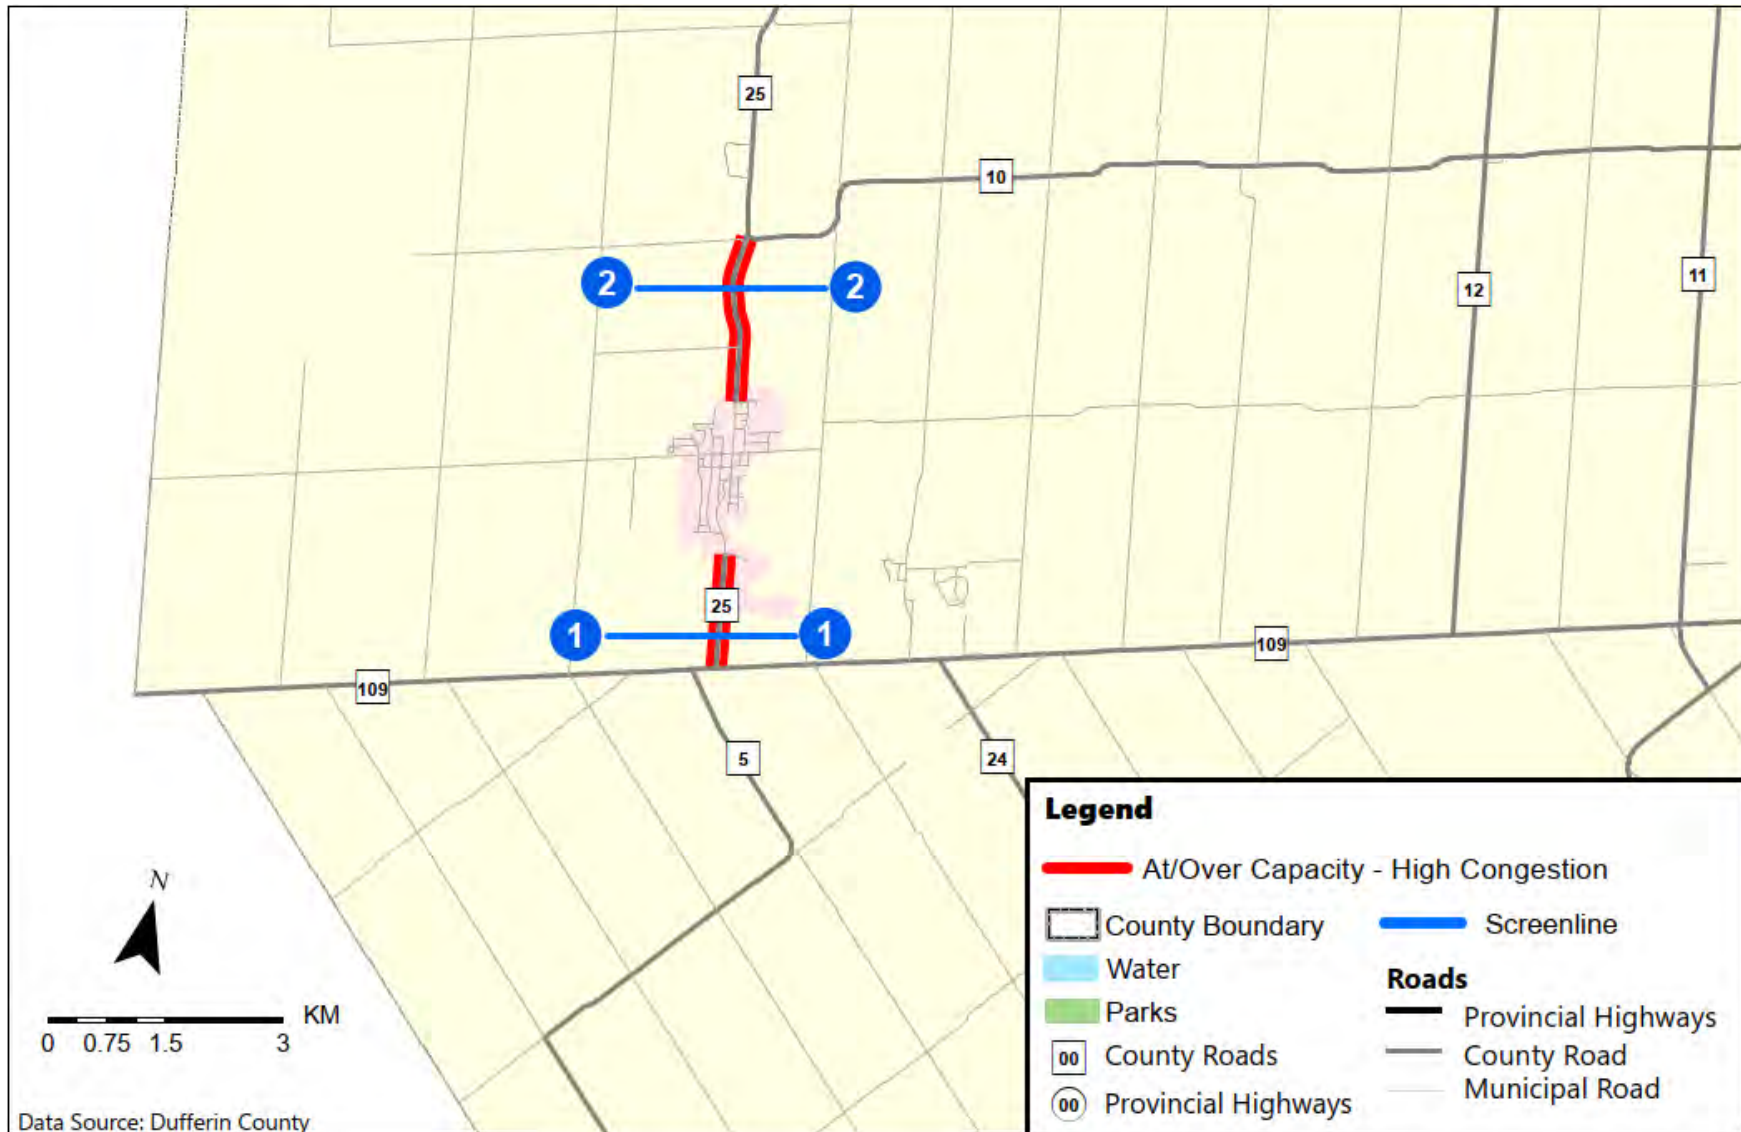 25
10
2 2
12
11
25
1 1
109
109
5
24
N
KM
0 0.75 1.5 3
Data Source: Dufferin County
Legend
At/Over Capacity - High Congestion
County Boundary
Screenline
Water
Parks
00 County Roads
00 Provincial Highways
Roads
Provincial Highways
County Road
Municipal Road